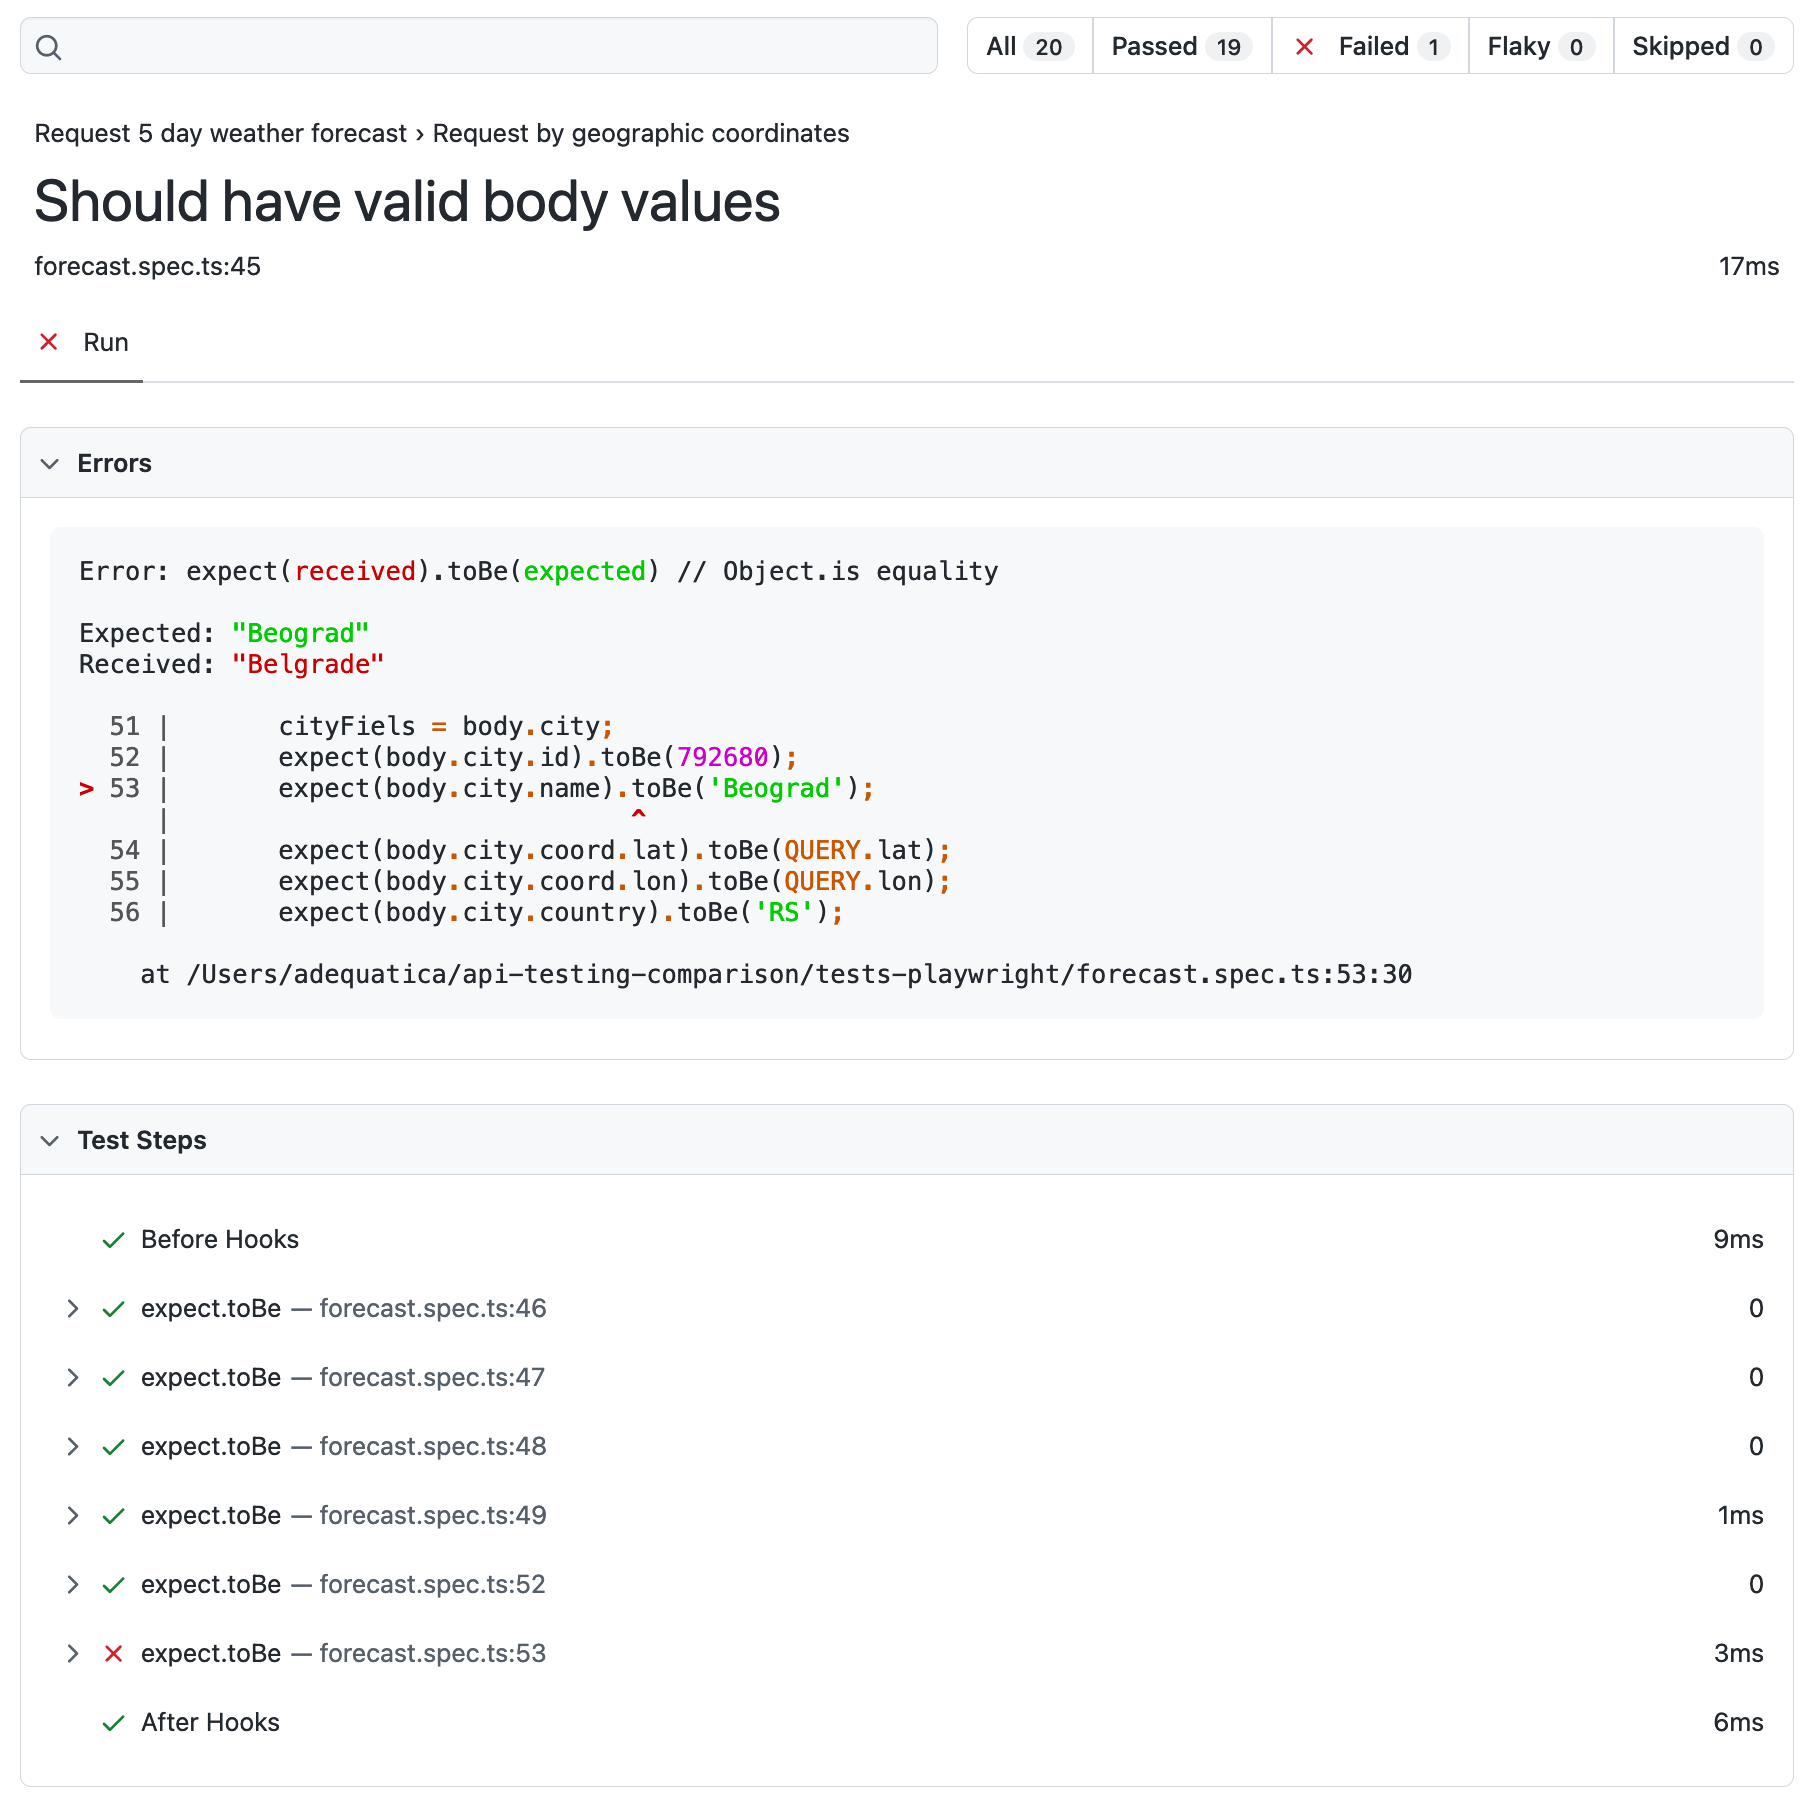 All 20 Passed 19 Failed 1 Flaky 0 Skipped 0
Request 5 day weather forecast › Request by geographic coordinates
Should have valid body values
forecast.spec.ts:45 17ms
Run
Errors
Error: expect(received).toBe(expected) // Object.is equality
Expected: "Beograd"
Received: "Belgrade"
51 | cityFiels = body.city;
52 | expect(body.city.id).toBe(792680);
> 53 | expect(body.city.name).toBe('Beograd');
| ^
54 | expect(body.city.coord.lat).toBe(QUERY.lat);
55 | expect(body.city.coord.lon).toBe(QUERY.lon);
56 | expect(body.city.country).toBe('RS');
at /Users/adequatica/api-testing-comparison/tests-playwright/forecast.spec.ts:53:30
Test Steps
Before Hooks 9ms
expect.toBe — forecast.spec.ts:46 0
expect.toBe — forecast.spec.ts:47 0
expect.toBe — forecast.spec.ts:48 0
expect.toBe — forecast.spec.ts:49 1ms
expect.toBe — forecast.spec.ts:52 0
expect.toBe — forecast.spec.ts:53 3ms
After Hooks 6ms